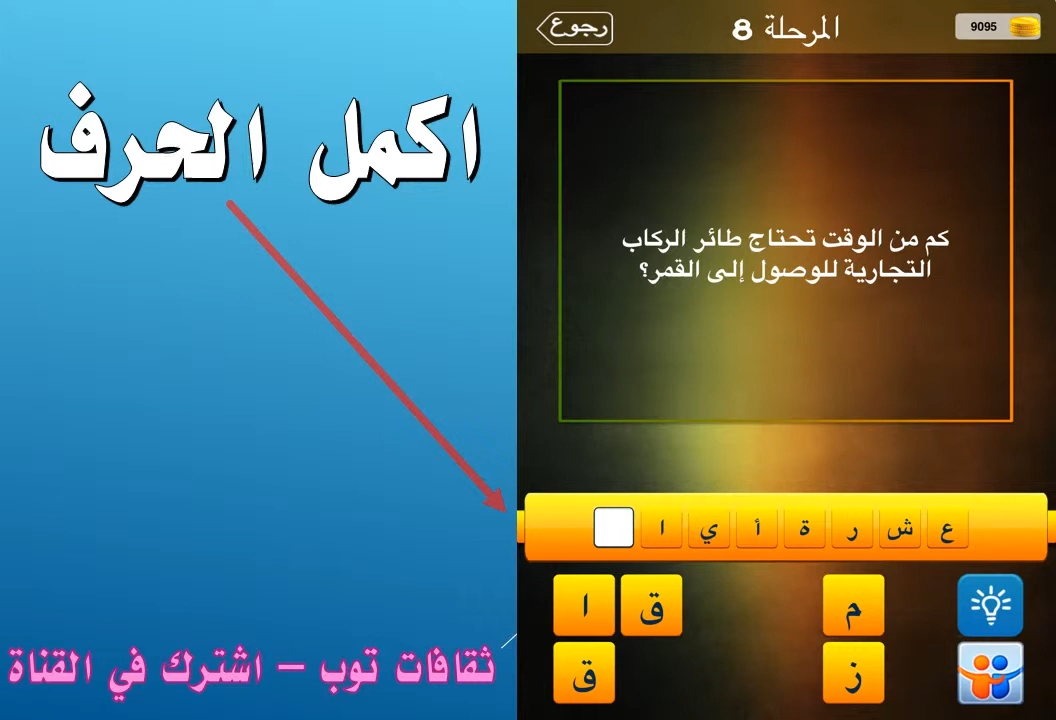 اكمل الحرف
ثقافات توب – اشترك في القناة
رجوع
المرحلة 8
9095
كم من الوقت تحتاج طائر الركاب
التجارية للوصول إلى القمر؟
ع ش ر ة أ ي ا
ا ق م
ق ز